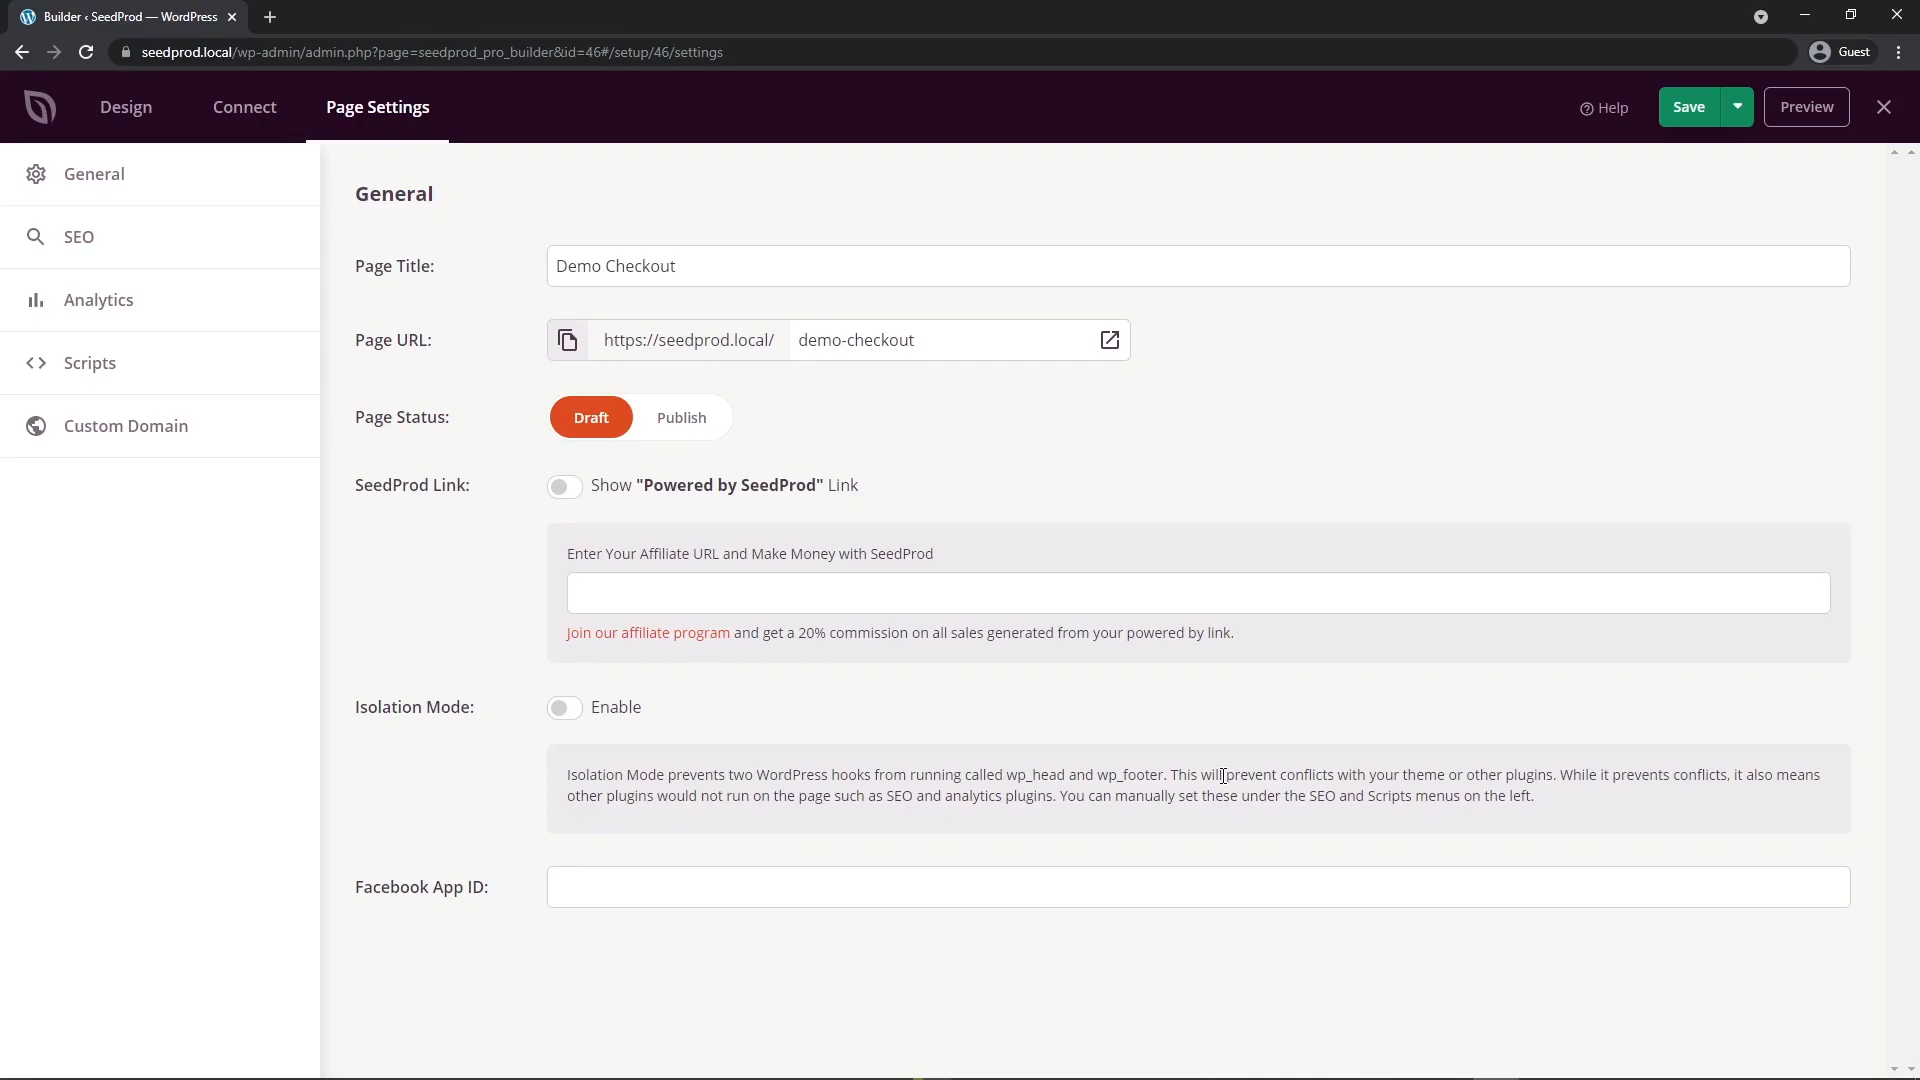 Builder ‹ SeedProd — WordPress
seedprod.local/wp-admin/admin.php?page=seedprod_pro_builder&id=46#/setup/46/settings
Guest
Design
Connect
Page Settings
Help
Save
Preview
General
SEO
Analytics
Scripts
Custom Domain
General
Page Title:
Demo Checkout
Page URL:
https://seedprod.local/
demo-checkout
Page Status:
Draft
Publish
SeedProd Link:
Show "Powered by SeedProd" Link
Enter Your Affiliate URL and Make Money with SeedProd
Join our affiliate program and get a 20% commission on all sales generated from your powered by link.
Isolation Mode:
Enable
Isolation Mode prevents two WordPress hooks from running called wp_head and wp_footer. This will prevent conflicts with your theme or other plugins. While it prevents conflicts, it also means
other plugins would not run on the page such as SEO and analytics plugins. You can manually set these under the SEO and Scripts menus on the left.
Facebook App ID: